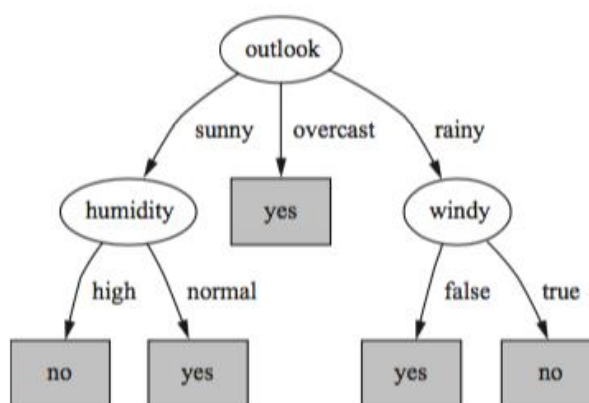 outlook
sunny overcast rainy
humidity yes windy
high normal false true
no yes yes no